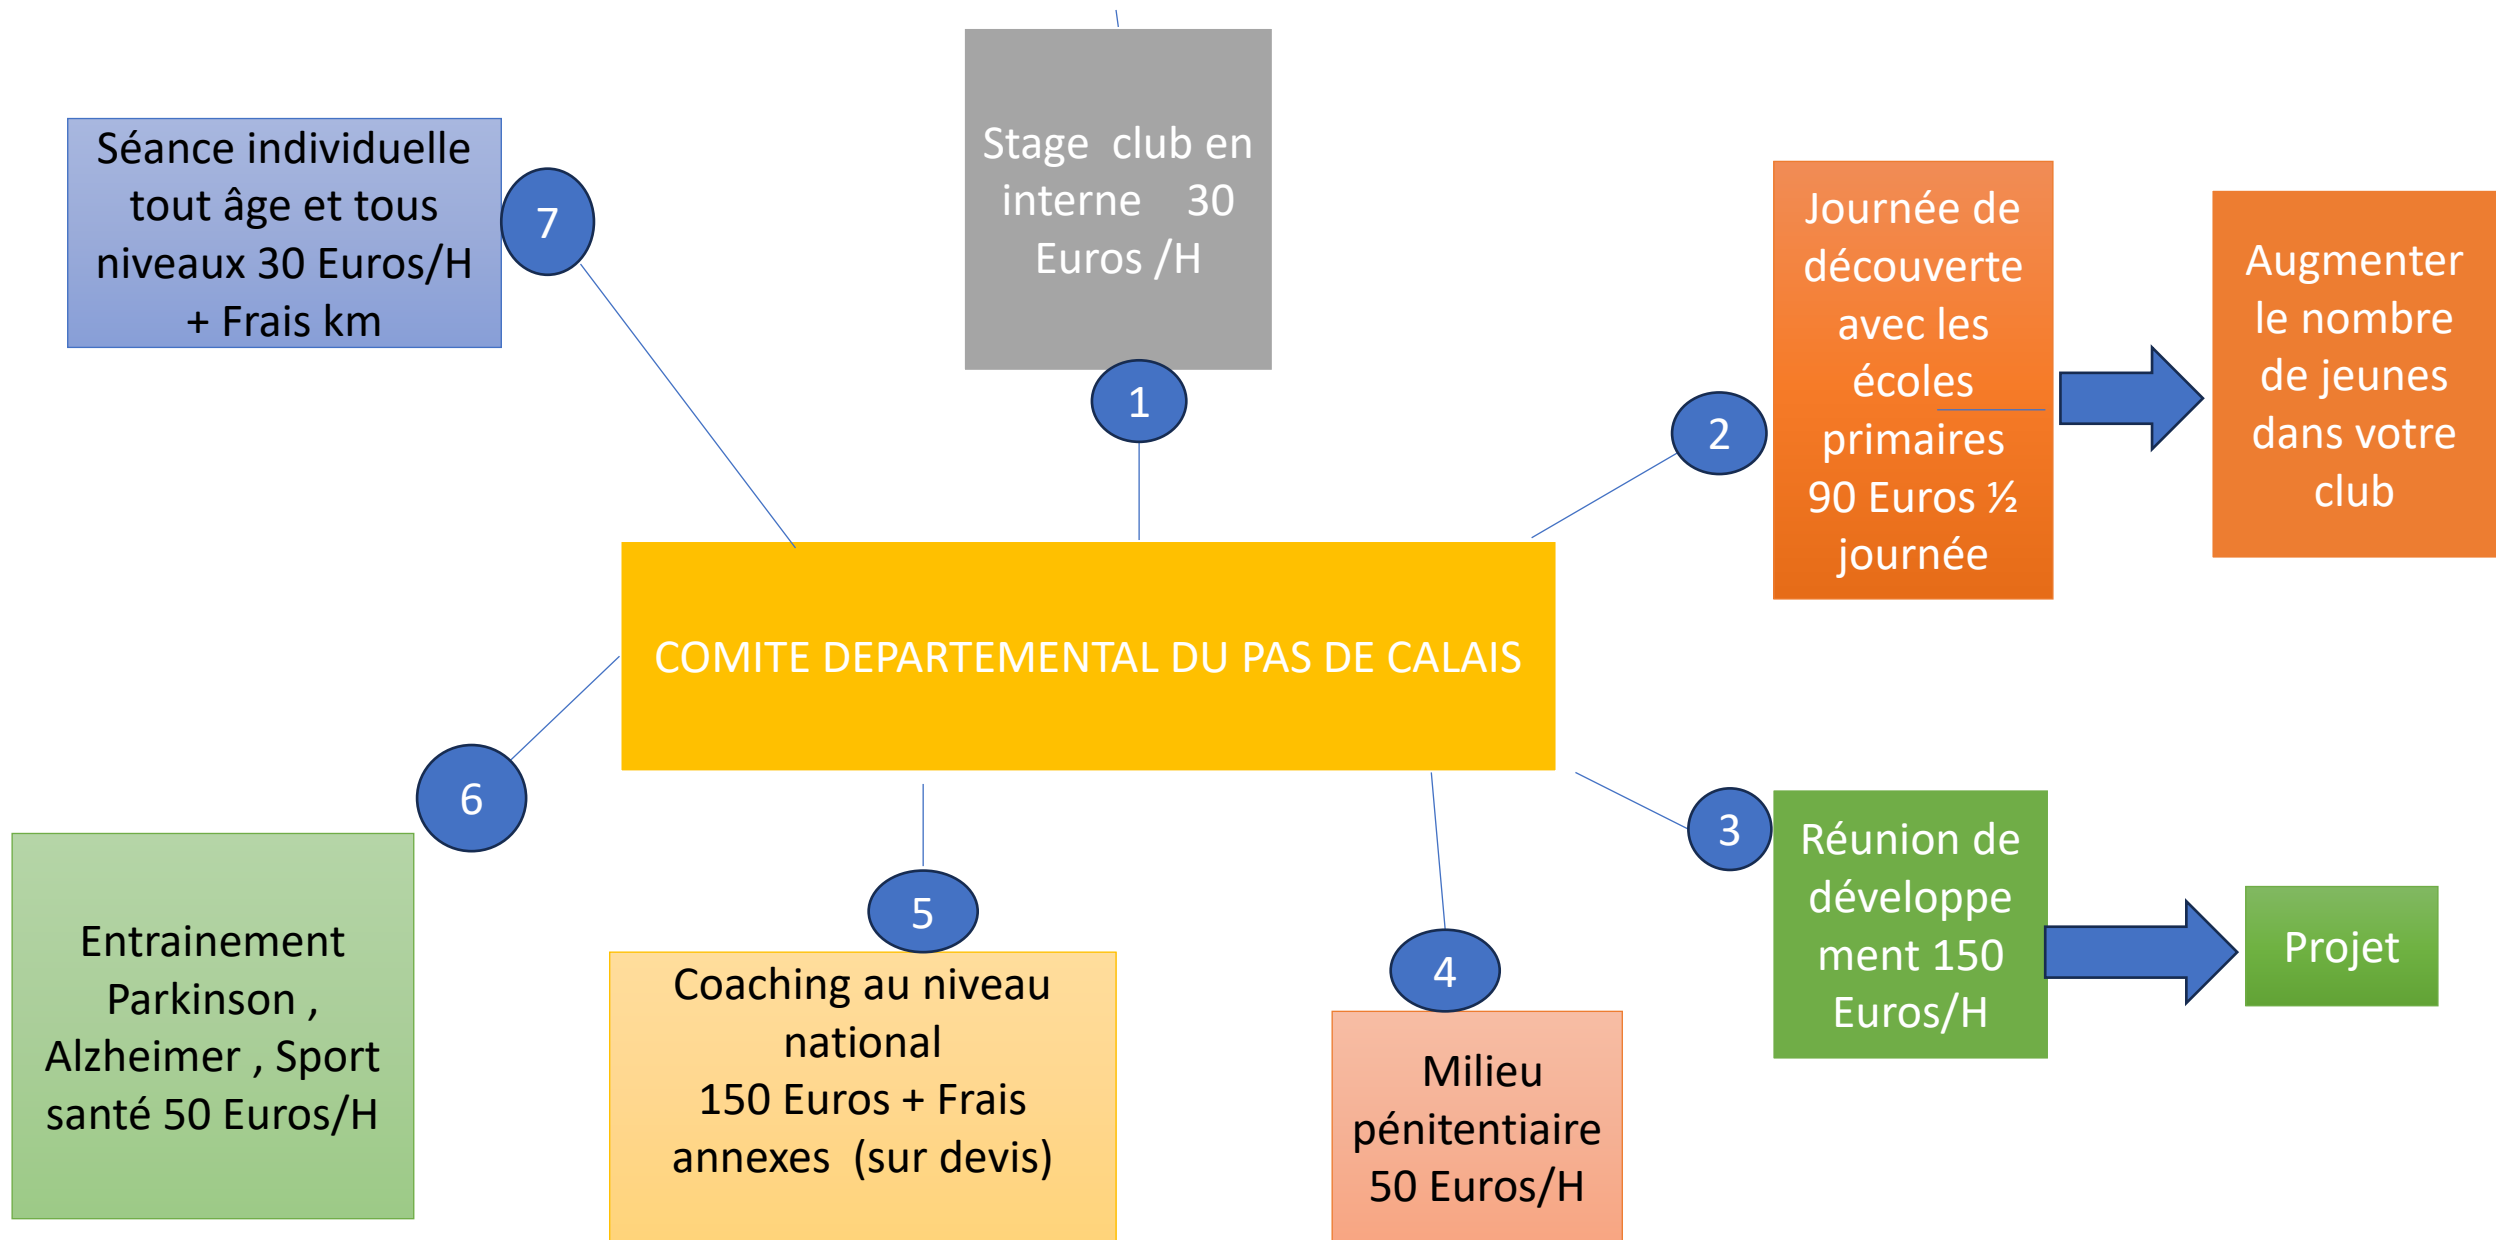 Stage  club en
interne    30
Euros /H
Séance individuelle
tout âge et tous
niveaux 30 Euros/H
+ Frais km
7
1
2
Journée de
découverte
avec les
écoles
primaires
90 Euros ½
journée
Augmenter
le nombre
de jeunes
dans votre
club
COMITE DEPARTEMENTAL DU PAS DE CALAIS
6
3
Réunion de
développe
ment 150
Euros/H
Projet
Entrainement
Parkinson ,
Alzheimer , Sport
santé 50 Euros/H
5
Coaching au niveau
national
150 Euros + Frais
annexes  (sur devis)
4
Milieu
pénitentiaire
50 Euros/H